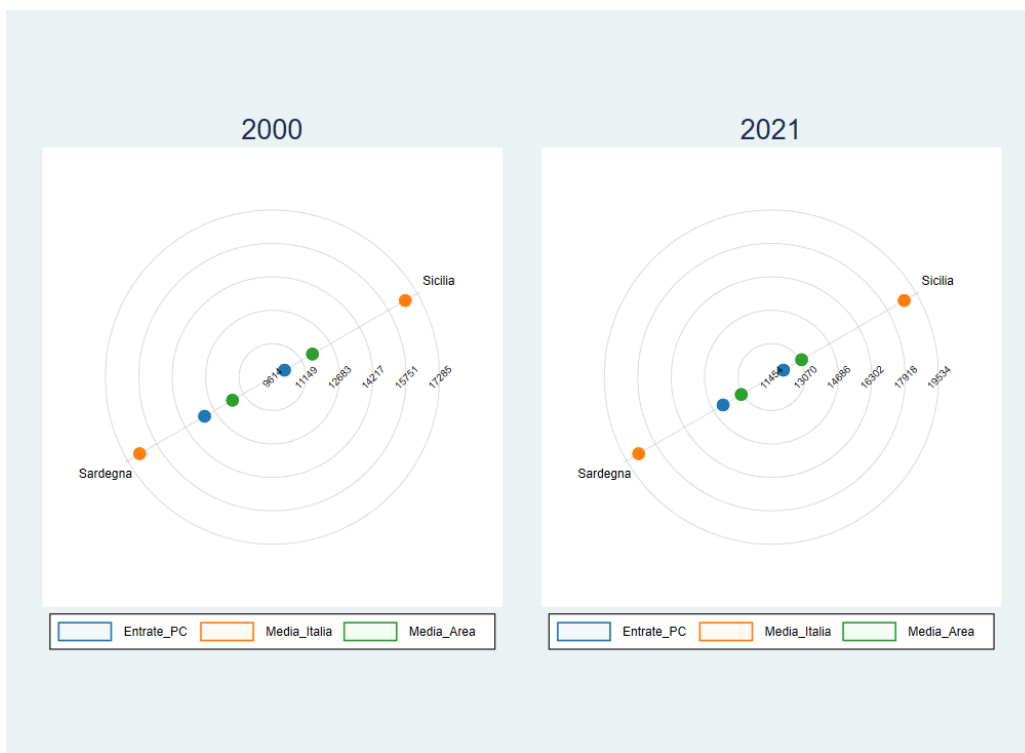 2000
Sicilia
9614 11149 12683 14217 15751 17285
Sardegna
Entrate_PC Media_Italia Media_Area
2021
Sicilia
11454 13070 14686 16302 17918 19534
Sardegna
Entrate_PC Media_Italia Media_Area